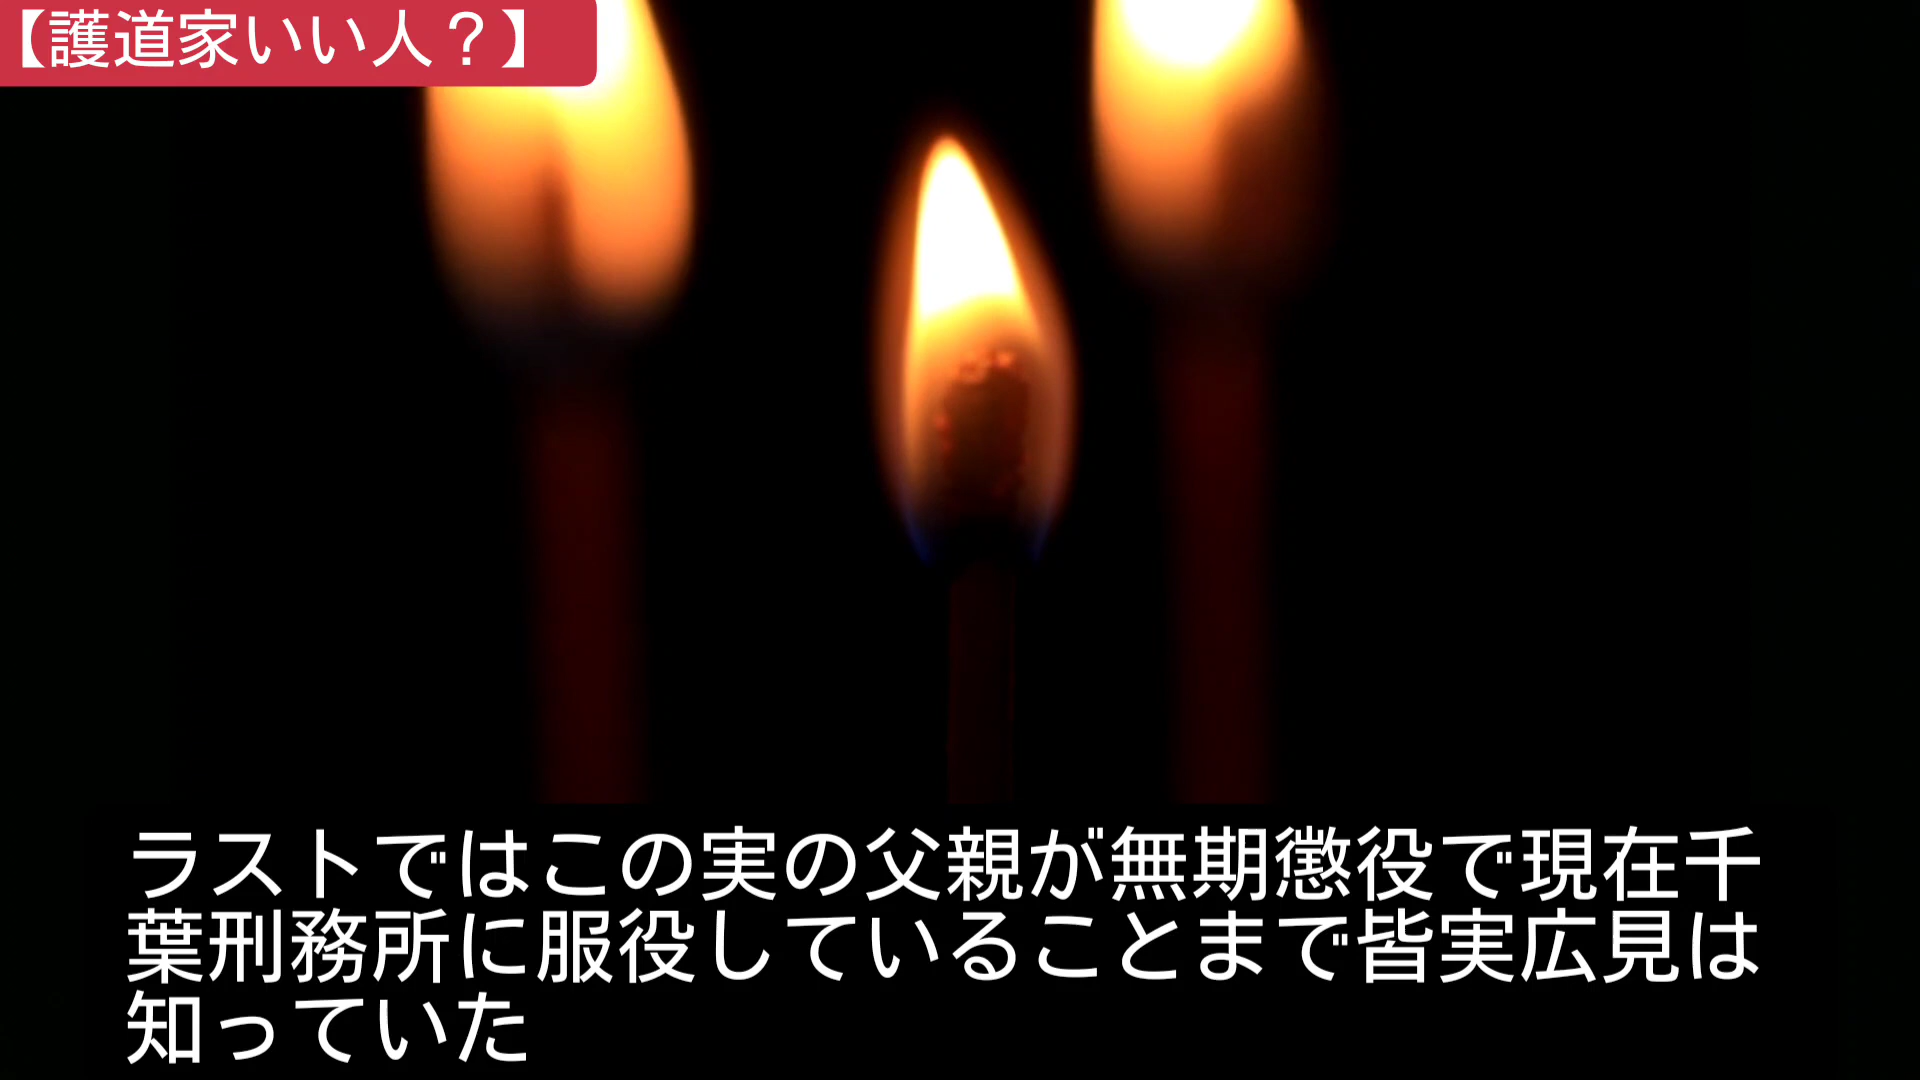 【護道家いい人？】
ラストではこの実の父親が無期懲役で現在千
葉刑務所に服役していることまで皆実広見は
知っていた